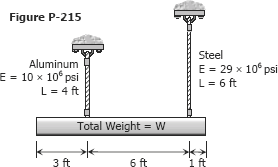 Figure P-215
Aluminum
E = 10 × 10⁶ psi
L = 4 ft
Steel
E = 29 × 10⁶ psi
L = 6 ft
Total Weight = W
3 ft
6 ft
1 ft